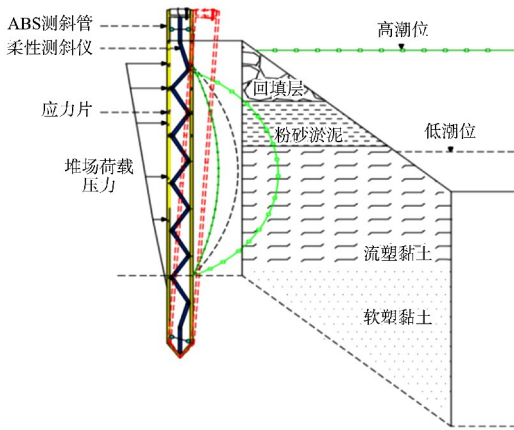 ABS测斜管
柔性测斜仪
应力片
堆场荷载
压力
高潮位
回填层
粉砂淤泥
低潮位
流塑黏土
软塑黏土